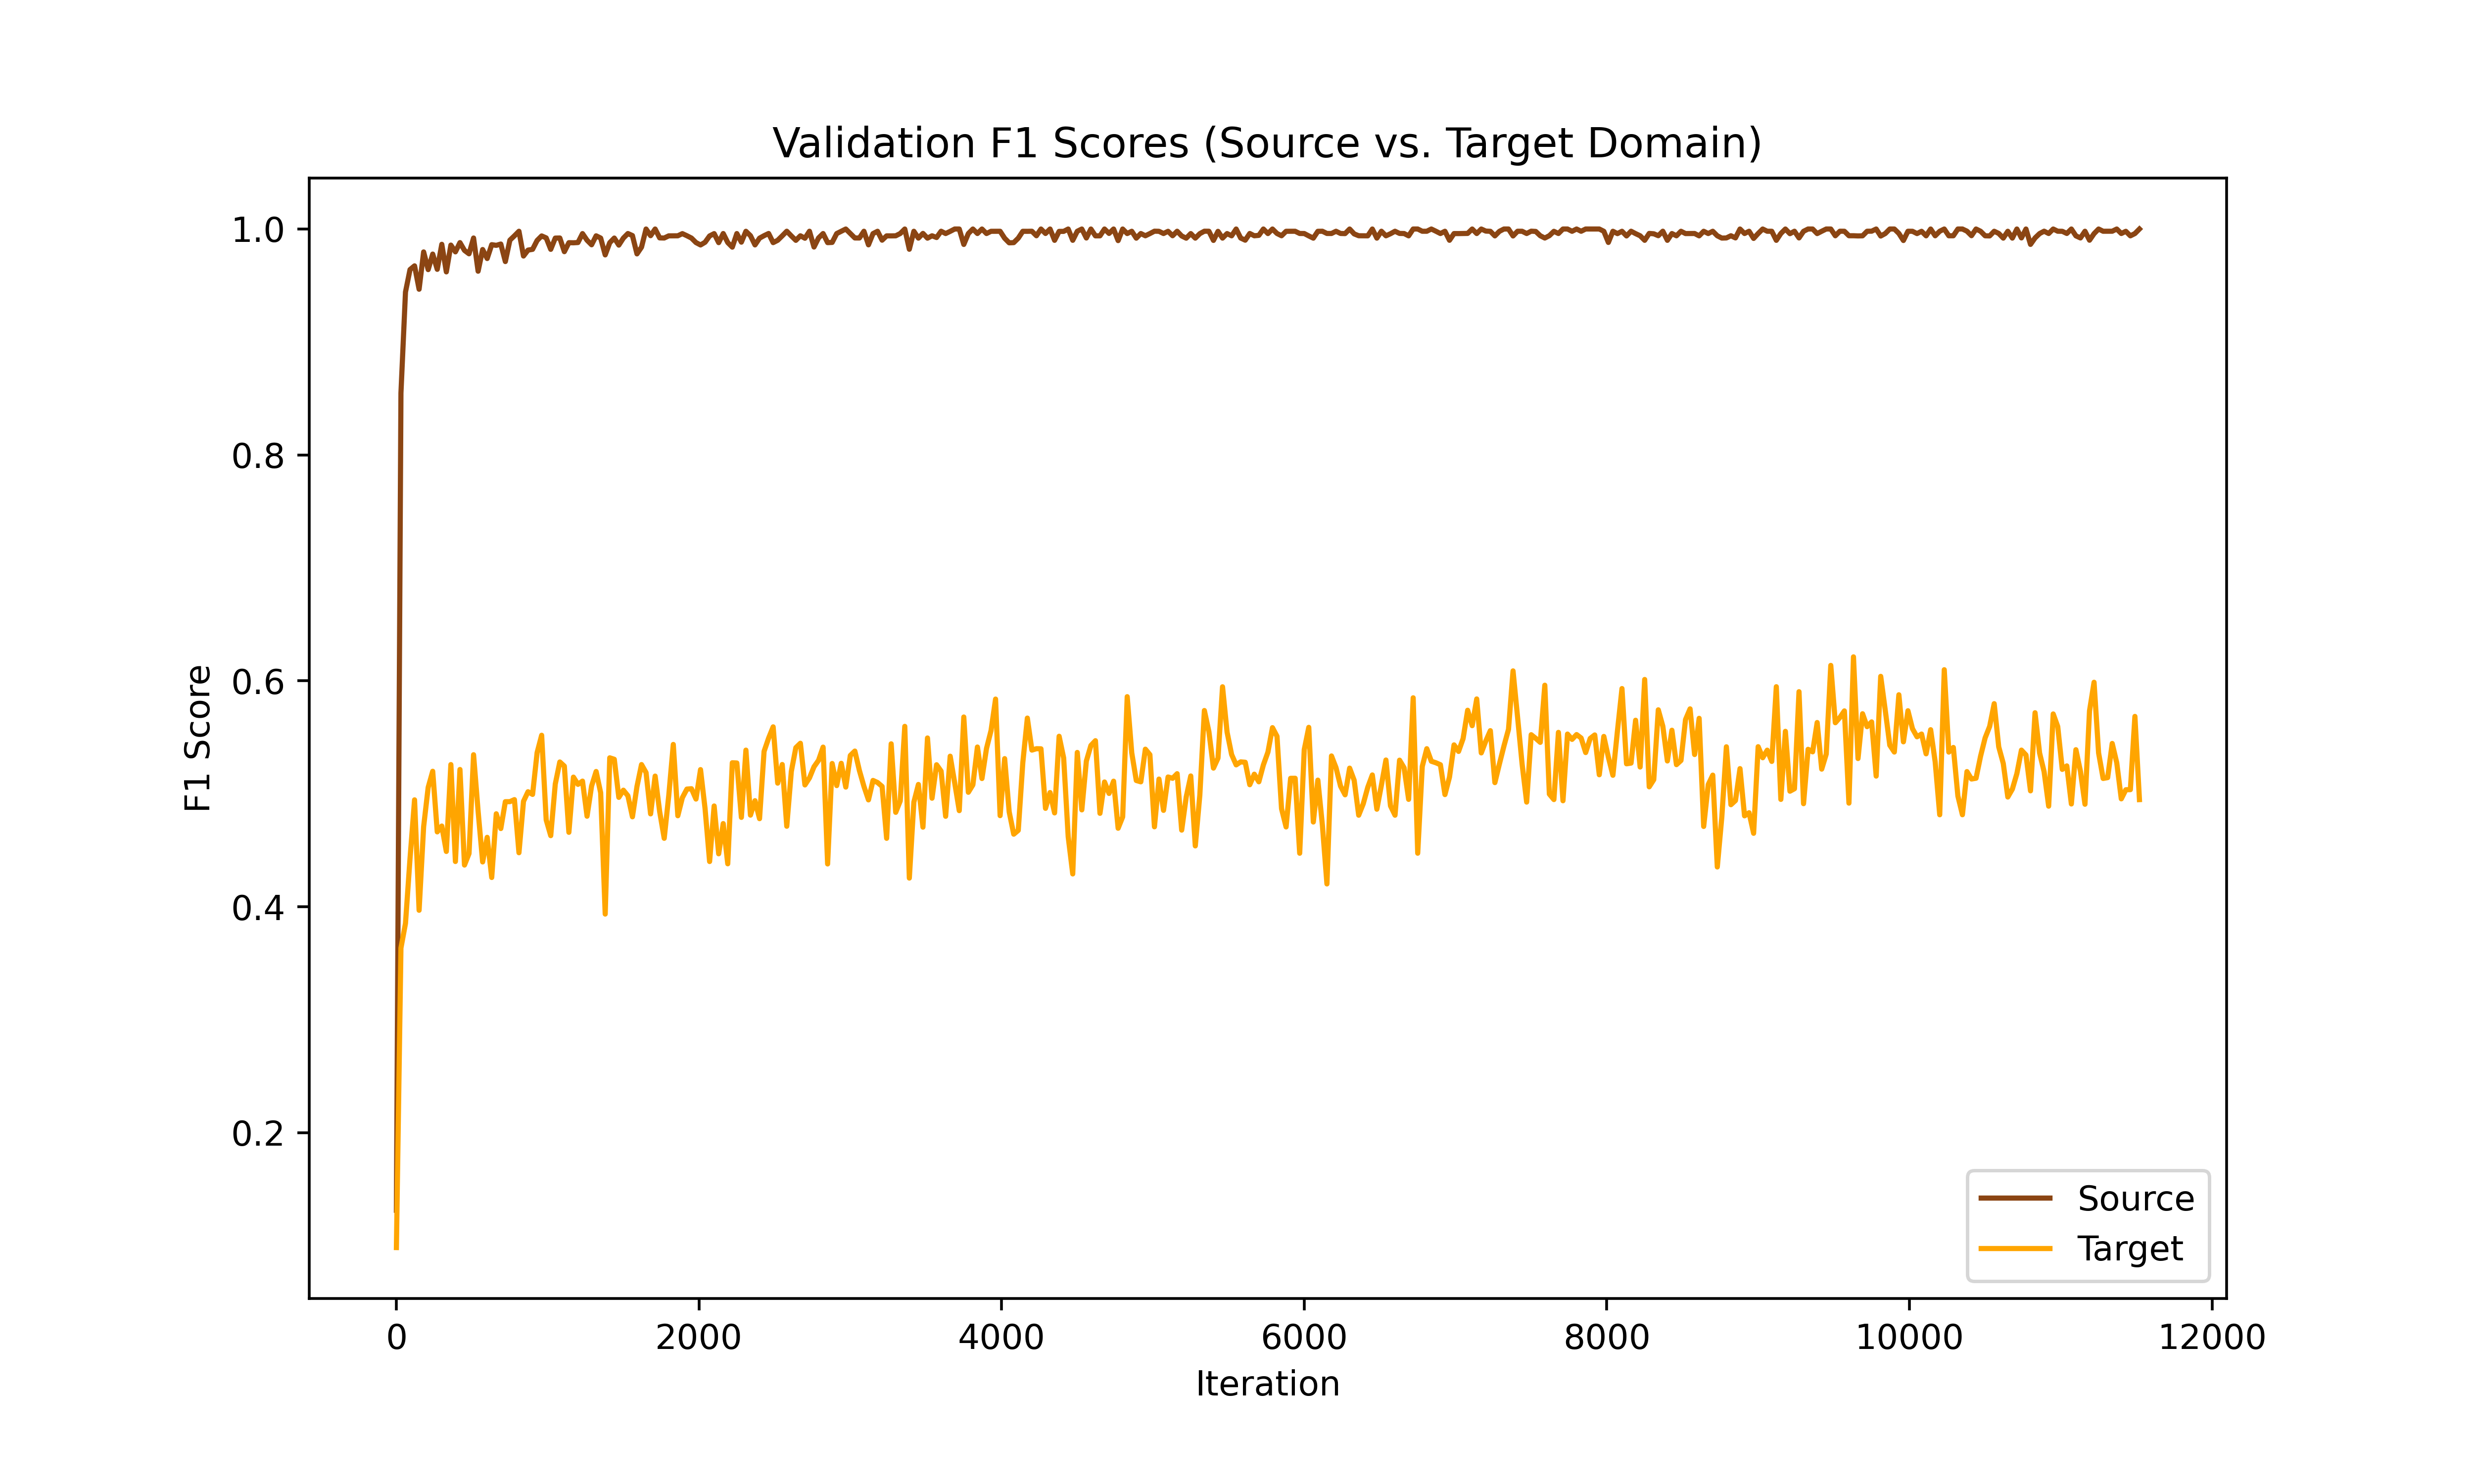 Validation F1 Scores (Source vs. Target Domain)
1.0
0.8
0.6
0.4
0.2
F1 Score
0 2000 4000 6000 8000 10000 12000
Iteration
Source
Target